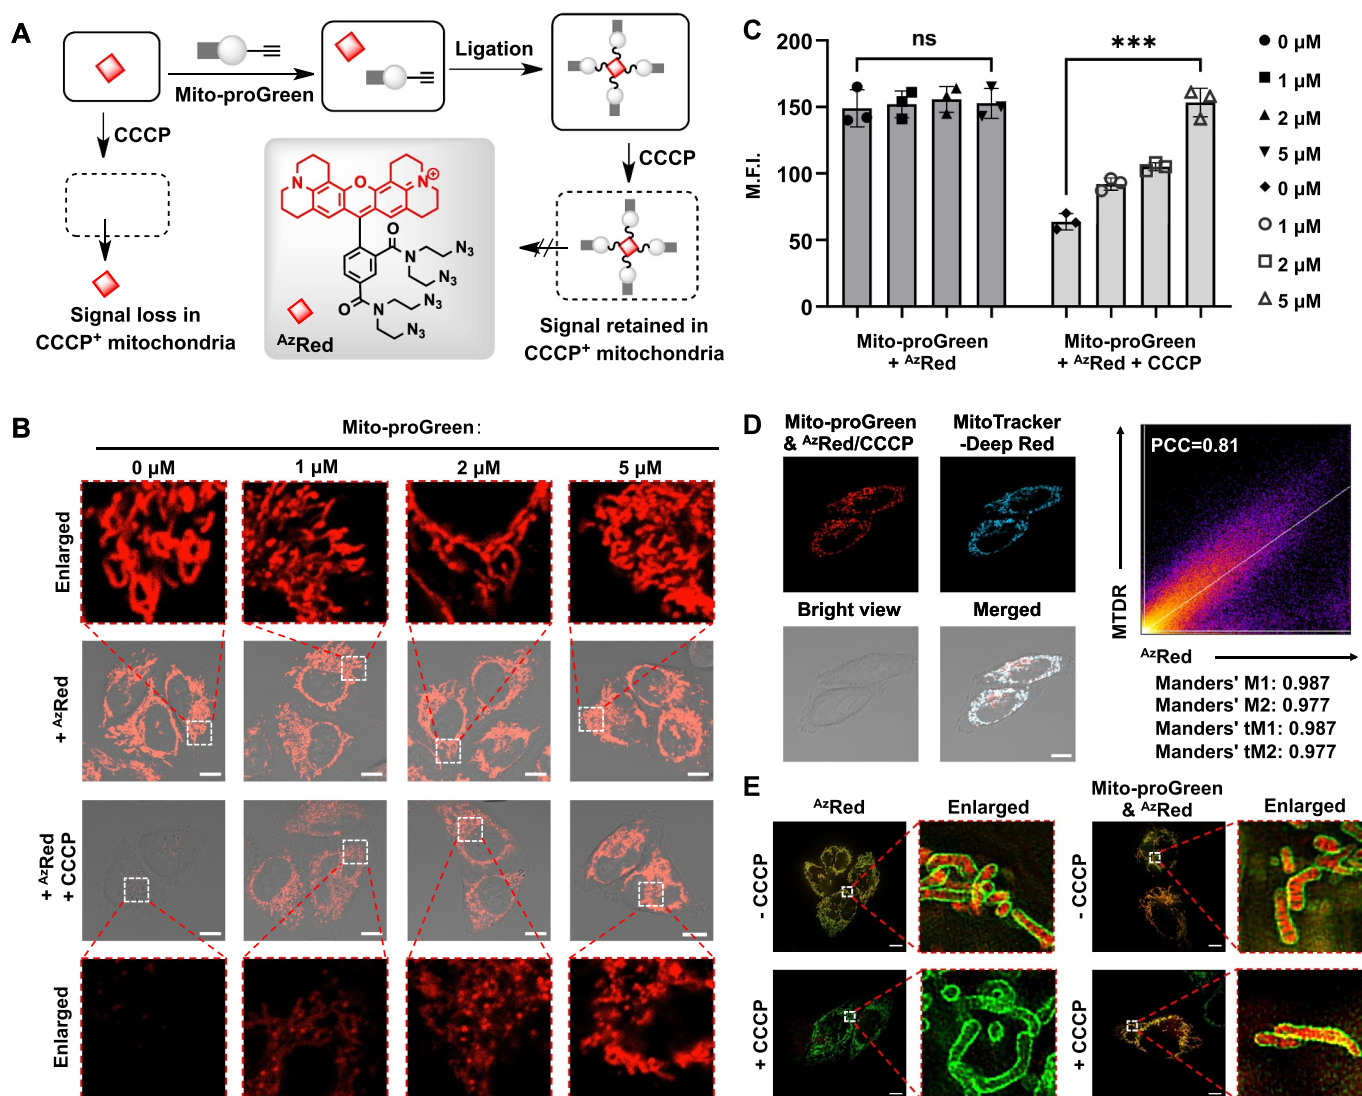 A
Mito-proGreen
Ligation
CCCP
CCCP
Signal loss in
CCCP⁺ mitochondria
N
O
N
⊕
O
N
N₃
N₃
O
N
N₃
N₃
ᴬᶻRed
Signal retained in
CCCP⁺ mitochondria
B
Mito-proGreen:
0 μM
1 μM
2 μM
5 μM
Enlarged
+ ᴬᶻRed
+ ᴬᶻRed
+ CCCP
Enlarged
C
M.F.I.
200
150
100
50
0
ns
***
Mito-proGreen
+ ᴬᶻRed
Mito-proGreen
+ ᴬᶻRed + CCCP
0 μM
1 μM
2 μM
5 μM
0 μM
1 μM
2 μM
5 μM
D
Mito-proGreen
& ᴬᶻRed/CCCP
MitoTracker
-Deep Red
Bright view
Merged
PCC=0.81
MTDR
ᴬᶻRed
Manders' M1: 0.987
Manders' M2: 0.977
Manders' tM1: 0.987
Manders' tM2: 0.977
E
ᴬᶻRed
Enlarged
Mito-proGreen
& ᴬᶻRed
Enlarged
- CCCP
- CCCP
+ CCCP
+ CCCP